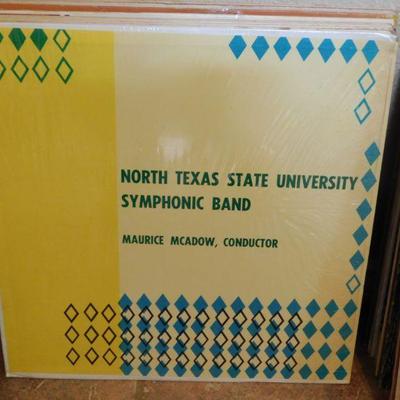 NORTH TEXAS STATE UNIVERSITY
SYMPHONIC BAND
MAURICE MCADOW, CONDUCTOR